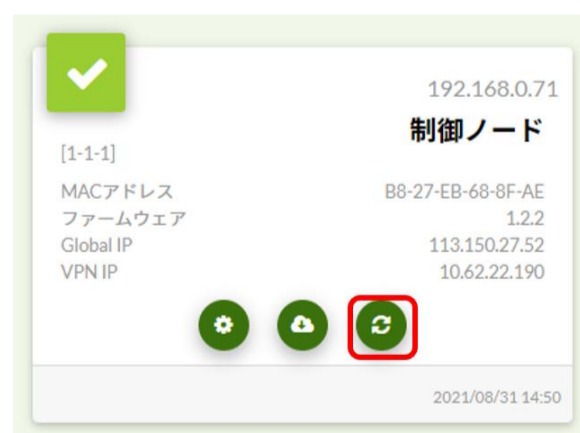 192.168.0.71
制御ノード
[1-1-1]
MACアドレス B8-27-EB-68-8F-AE
ファームウェア 1.2.2
Global IP 113.150.27.52
VPN IP 10.62.22.190
2021/08/31 14:50